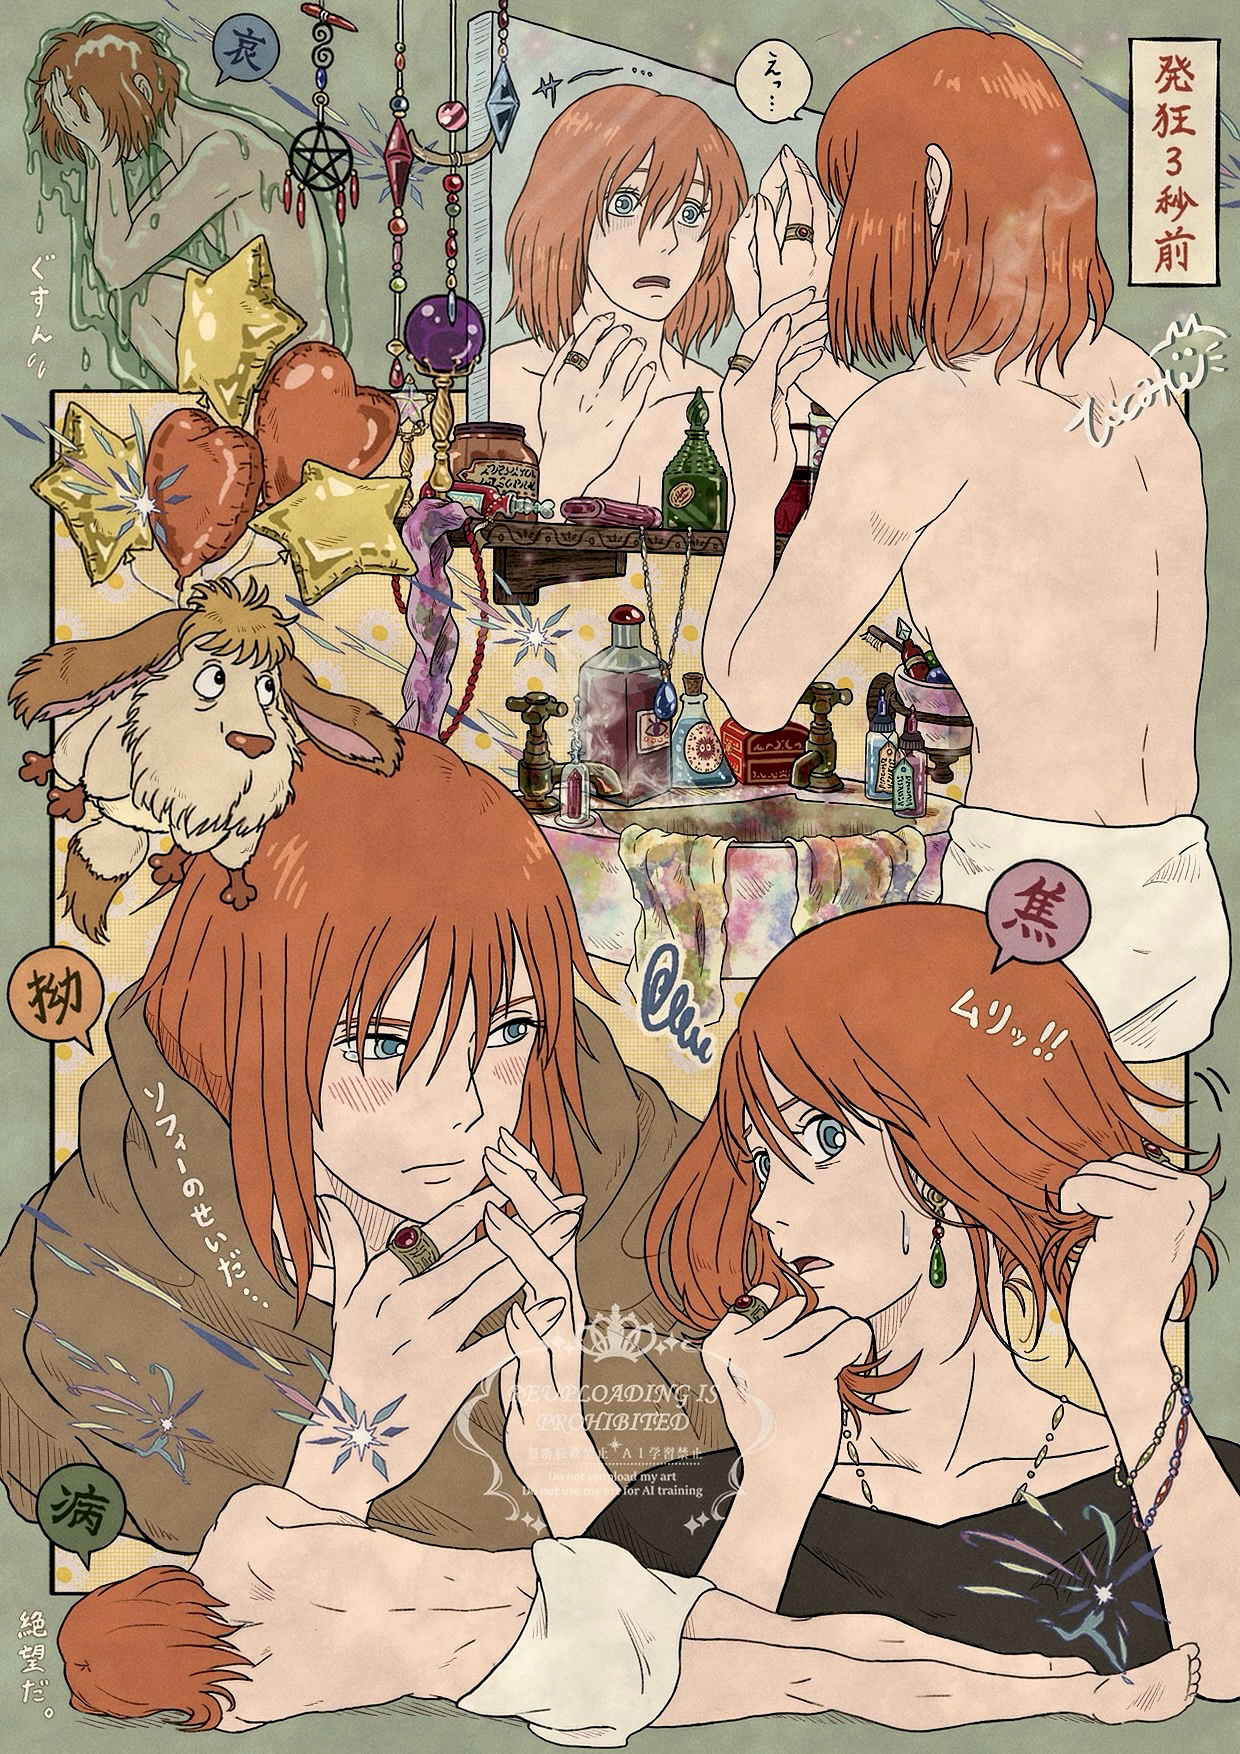 発狂3秒前
えっ…
サーー…
哀
ぐすん
焦
ムリッ!!
拗
ソフィーのせいだ…
病
絶望だ。
REUPLOADING IS
PROHIBITED
無断転載禁止 AI学習禁止
Do not reupload my art
Do not use my art for AI training